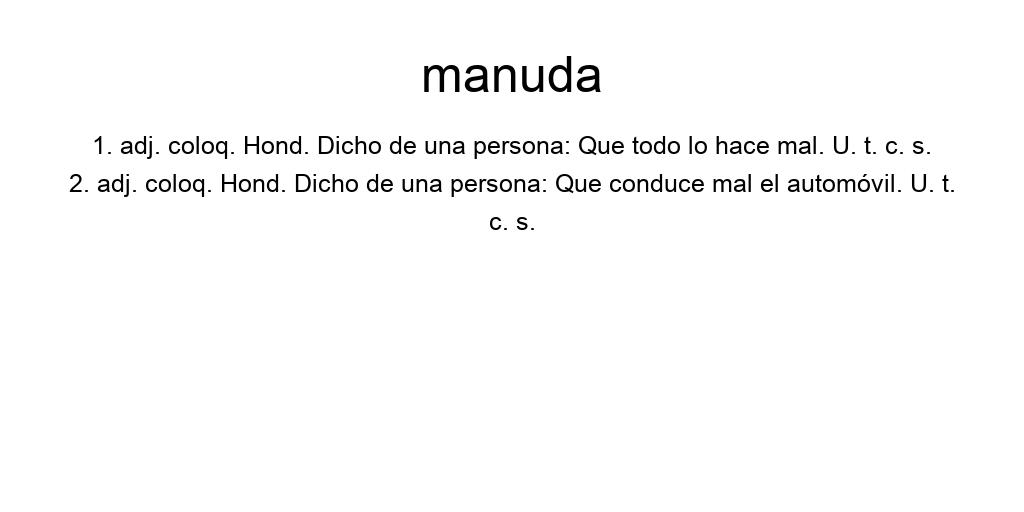 manuda
1. adj. coloq. Hond. Dicho de una persona: Que todo lo hace mal. U. t. c. s.
2. adj. coloq. Hond. Dicho de una persona: Que conduce mal el automóvil. U. t.
c. s.